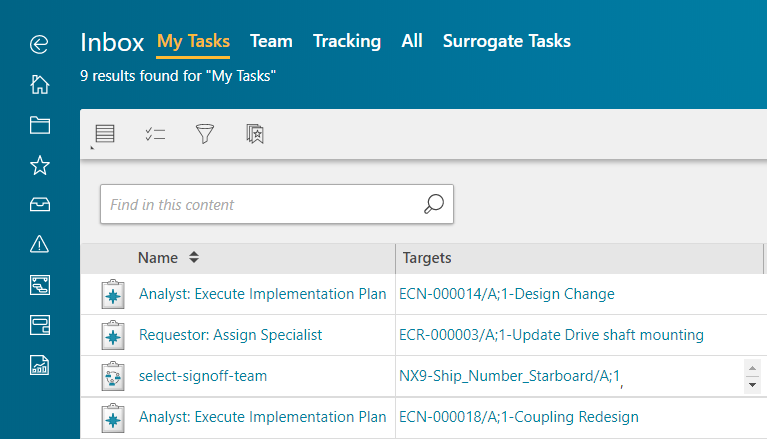 Inbox My Tasks Team Tracking All Surrogate Tasks
9 results found for "My Tasks"
Find in this content
Name Targets
Analyst: Execute Implementation Plan ECN-000014/A;1-Design Change
Requestor: Assign Specialist ECR-000003/A;1-Update Drive shaft mounting
select-signoff-team NX9-Ship_Number_Starboard/A;1,
Analyst: Execute Implementation Plan ECN-000018/A;1-Coupling Redesign